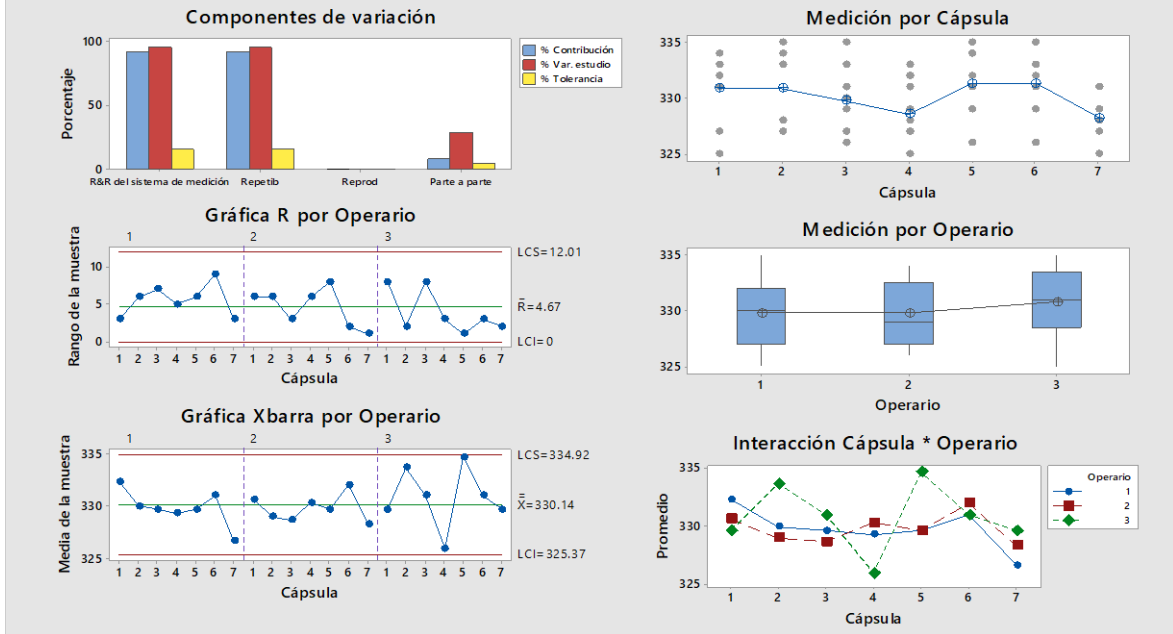 Componentes de variación
100
50
0
Porcentaje
R&R del sistema de medición Repetib Reprod Parte a parte
% Contribución
% Var. estudio
% Tolerancia
Gráfica R por Operario
1 2 3
10
5
0
Rango de la muestra
LCS=12.01
R̄=4.67
LCI=0
1 2 3 4 5 6 7 1 2 3 4 5 6 7 1 2 3 4 5 6 7
Cápsula
Gráfica Xbarra por Operario
1 2 3
335
330
325
Media de la muestra
LCS=334.92
X̿=330.14
LCI=325.37
1 2 3 4 5 6 7 1 2 3 4 5 6 7 1 2 3 4 5 6 7
Cápsula
Medición por Cápsula
335
330
325
1 2 3 4 5 6 7
Cápsula
Medición por Operario
335
330
325
1 2 3
Operario
Interacción Cápsula * Operario
335
330
325
Promedio
1 2 3 4 5 6 7
Cápsula
Operario
1
2
3